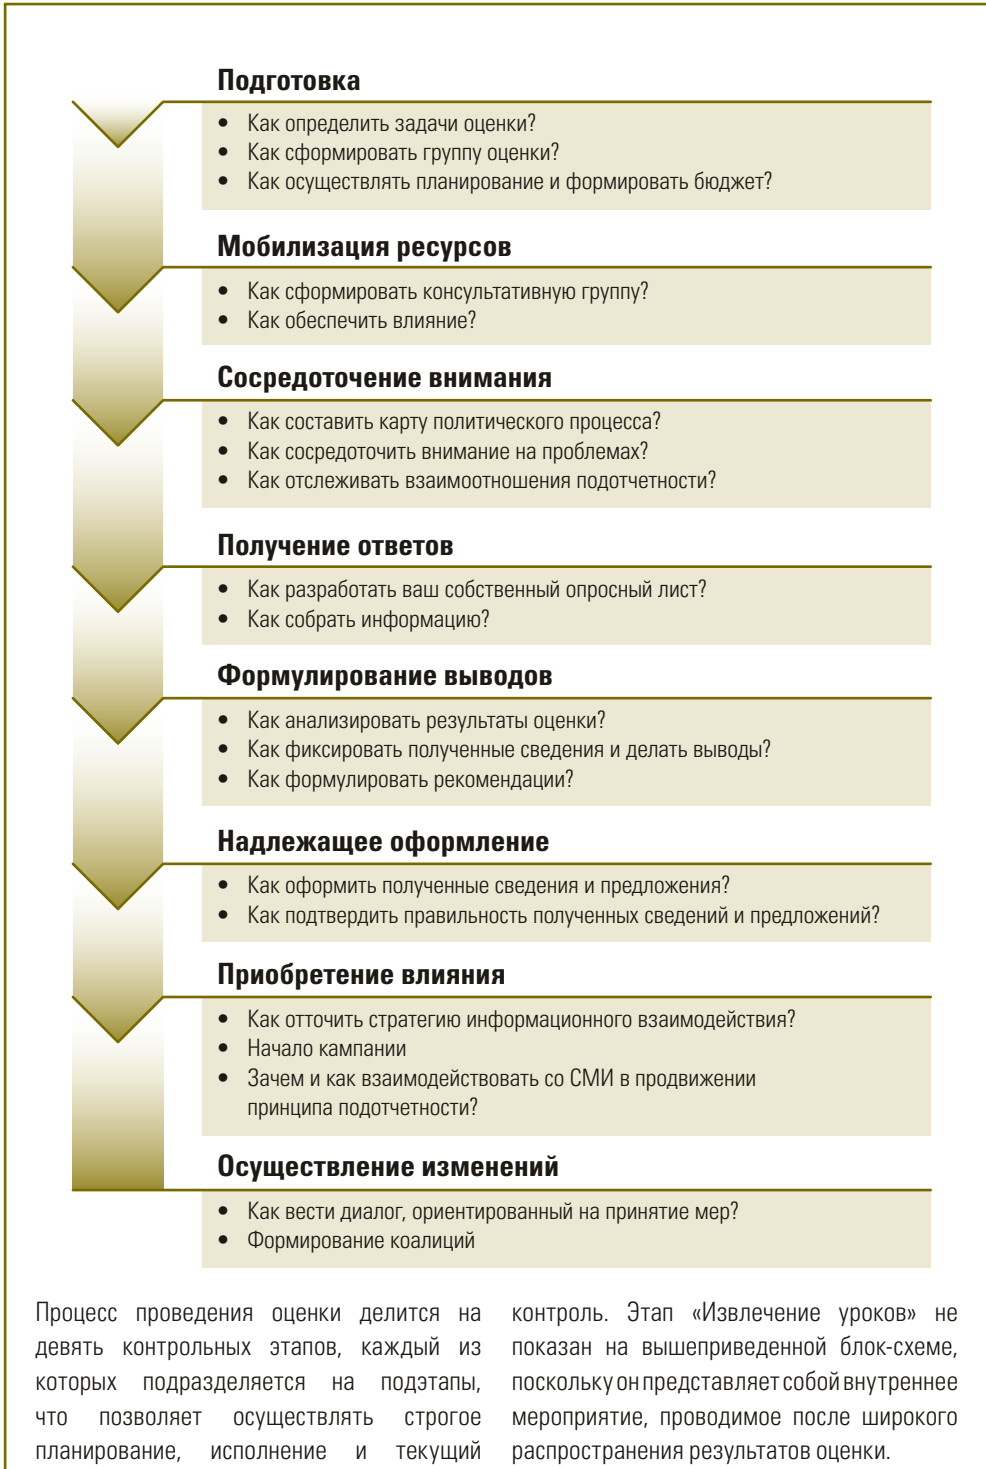 Подготовка
• Как определить задачи оценки?
• Как сформировать группу оценки?
• Как осуществлять планирование и формировать бюджет?
Мобилизация ресурсов
• Как сформировать консультативную группу?
• Как обеспечить влияние?
Сосредоточение внимания
• Как составить карту политического процесса?
• Как сосредоточить внимание на проблемах?
• Как отслеживать взаимоотношения подотчетности?
Получение ответов
• Как разработать ваш собственный опросный лист?
• Как собрать информацию?
Формулирование выводов
• Как анализировать результаты оценки?
• Как фиксировать полученные сведения и делать выводы?
• Как формулировать рекомендации?
Надлежащее оформление
• Как оформить полученные сведения и предложения?
• Как подтвердить правильность полученных сведений и предложений?
Приобретение влияния
• Как отточить стратегию информационного взаимодействия?
• Начало кампании
• Зачем и как взаимодействовать со СМИ в продвижении
принципа подотчетности?
Осуществление изменений
• Как вести диалог, ориентированный на принятие мер?
• Формирование коалиций
Процесс проведения оценки делится на
девять контрольных этапов, каждый из
которых подразделяется на подэтапы,
что позволяет осуществлять строгое
планирование, исполнение и текущий
контроль. Этап «Извлечение уроков» не
показан на вышеприведенной блок-схеме,
поскольку он представляет собой внутреннее
мероприятие, проводимое после широкого
распространения результатов оценки.